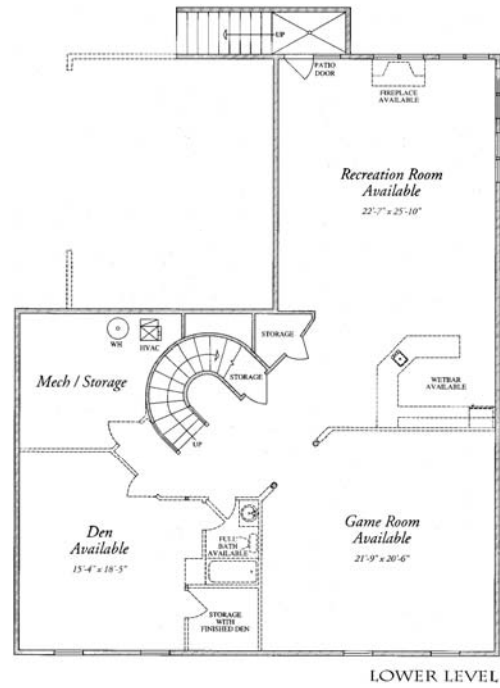 UP
PATIO
DOOR
FIREPLACE
AVAILABLE
Recreation Room
Available
22'-7" x 25'-10"
WH
HVAC
STORAGE
STORAGE
Mech / Storage
WETBAR
AVAILABLE
UP
Den
Available
15'-4" x 18'-5"
FULL
BATH
AVAILABLE
Game Room
Available
21'-9" x 20'-6"
STORAGE
WITH
FINISHED DEN
LOWER LEVEL